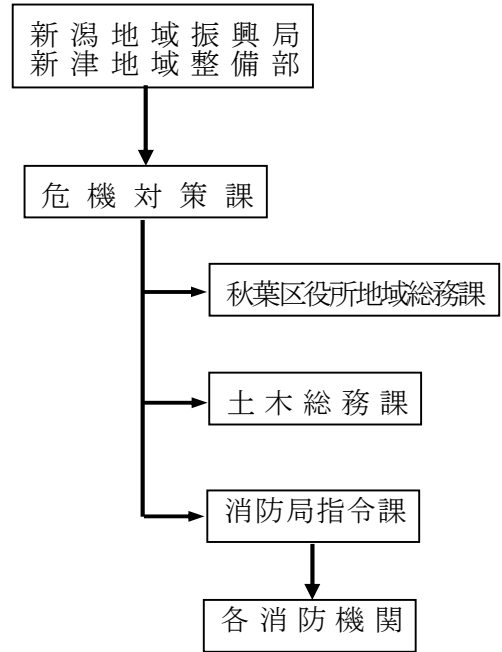 新潟地域振興局
新津地域整備部
危機対策課
秋葉区役所地域総務課
土木総務課
消防局指令課
各消防機関